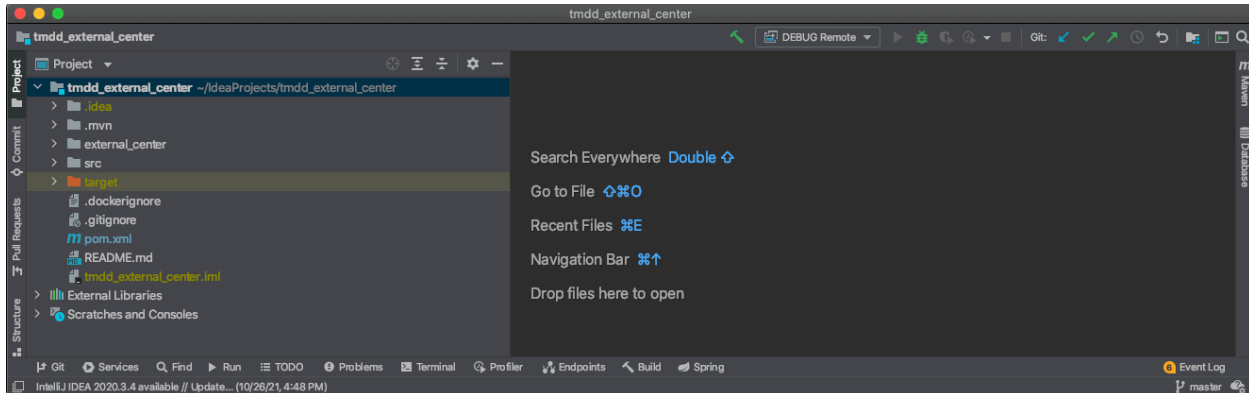 tmdd_external_center
tmdd_external_center
DEBUG Remote
Git:
Project
tmdd_external_center ~/IdeaProjects/tmdd_external_center
.idea
.mvn
external_center
src
target
.dockerignore
.gitignore
pom.xml
README.md
tmdd_external_center.iml
External Libraries
Scratches and Consoles
Project
Commit
Pull Requests
Structure
Search Everywhere Double ⇧
Go to File ⇧⌘O
Recent Files ⌘E
Navigation Bar ⌘↑
Drop files here to open
Maven
Database
Git Services Find Run TODO Problems Terminal Profiler Endpoints Build Spring 6 Event Log
IntelliJ IDEA 2020.3.4 available // Update... (10/26/21, 4:48 PM) master